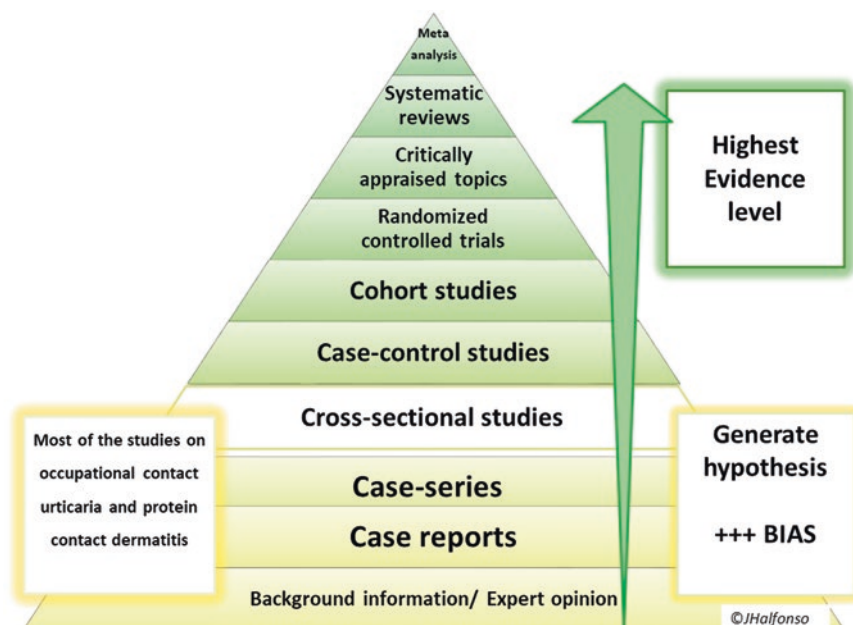 Meta
analysis
Systematic
reviews
Critically
appraised topics
Randomized
controlled trials
Cohort studies
Case-control studies
Cross-sectional studies
Case-series
Case reports
Background information/ Expert opinion
Highest
Evidence
level
Most of the studies on
occupational contact
urticaria and protein
contact dermatitis
Generate
hypothesis
+++ BIAS
©JHalfonso